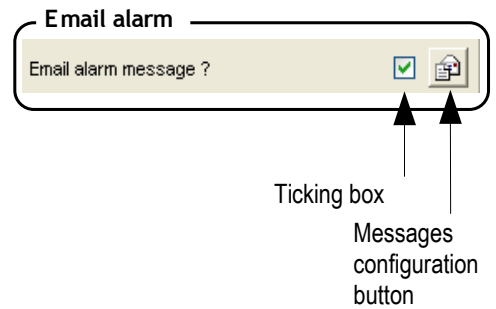 Email alarm
Email alarm message ?
Ticking box
Messages
configuration
button